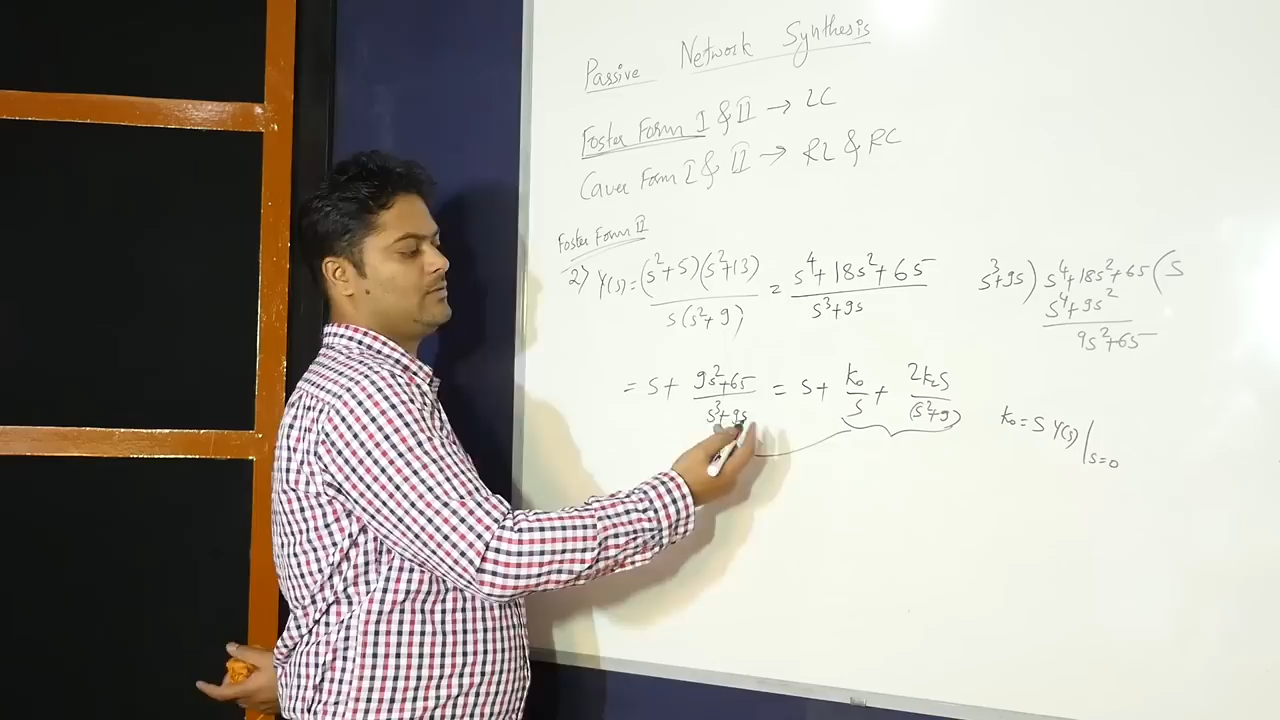 Passive Network Synthesis
Foster Form I & II → LC
Cauer Form I & II → RL & RC
Foster Form II
2) Y(s) = (s²+5)(s²+13) / s(s²+9) = s⁴+18s²+65 / s³+9s
s³+9s ) s⁴+18s²+65 ( s
s⁴+9s²
9s²+65
= s + 9s²+65 / s³+9s = s + k₀ / s + 2k₂s / (s²+9)
k₀ = s Y(s) |s=0